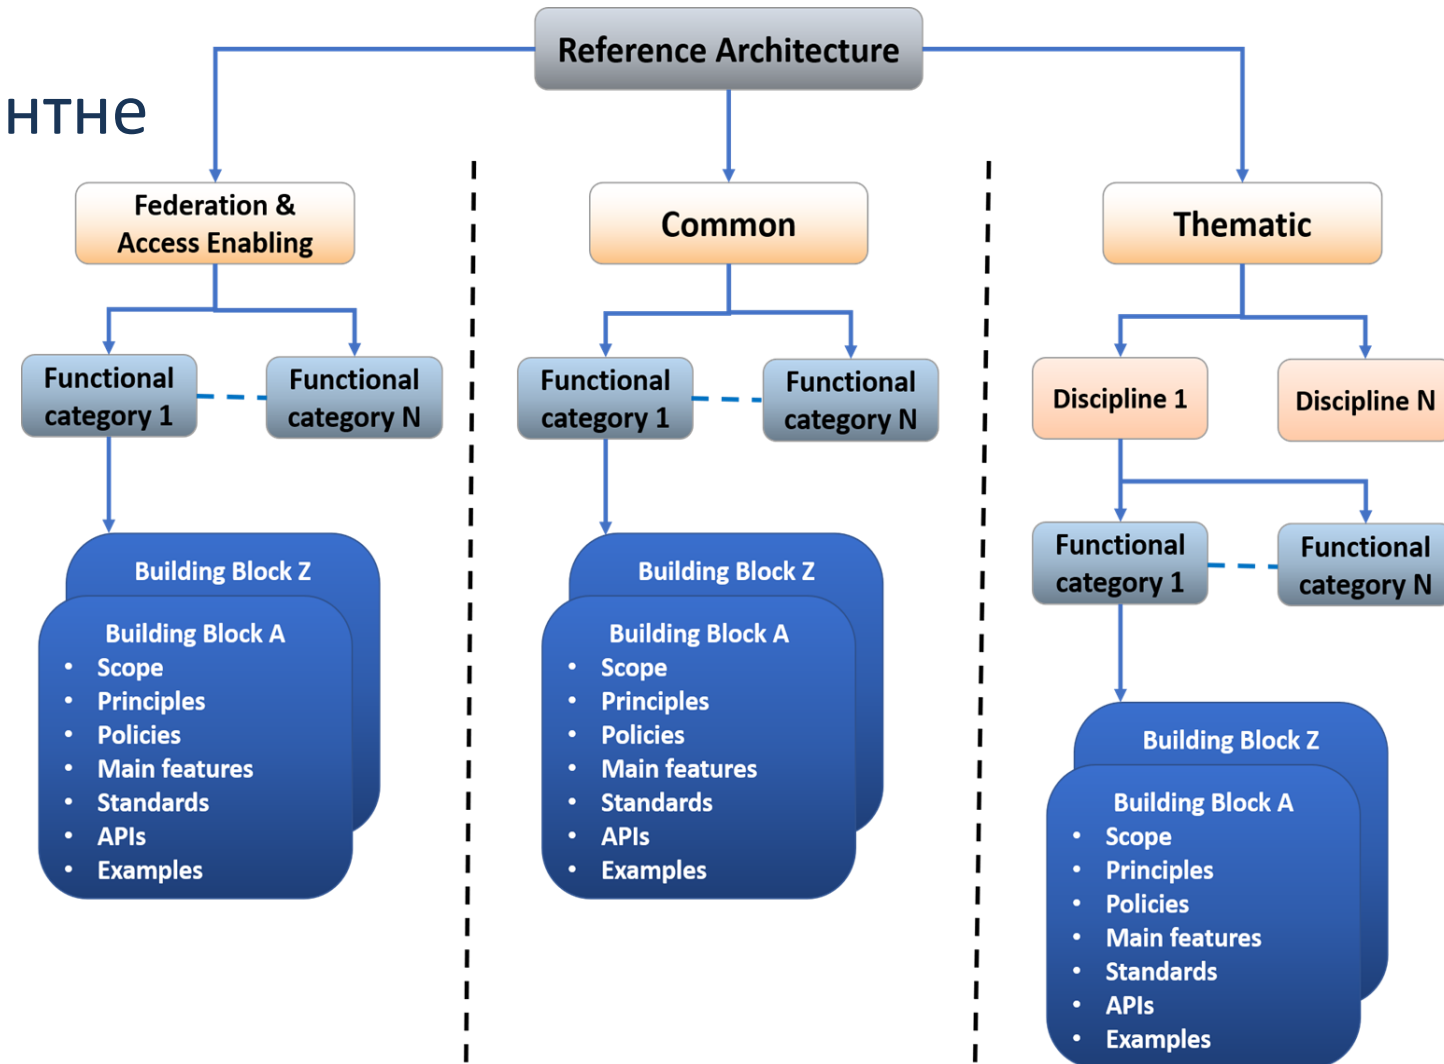 Reference Architecture
нтне
Federation &
Access Enabling
Common
Thematic
Functional
category 1
Functional
category N
Functional
category 1
Functional
category N
Discipline 1
Discipline N
Functional
category 1
Functional
category N
Building Block Z
Building Block A
• Scope
• Principles
• Policies
• Main features
• Standards
• APIs
• Examples
Building Block Z
Building Block A
• Scope
• Principles
• Policies
• Main features
• Standards
• APIs
• Examples
Building Block Z
Building Block A
• Scope
• Principles
• Policies
• Main features
• Standards
• APIs
• Examples